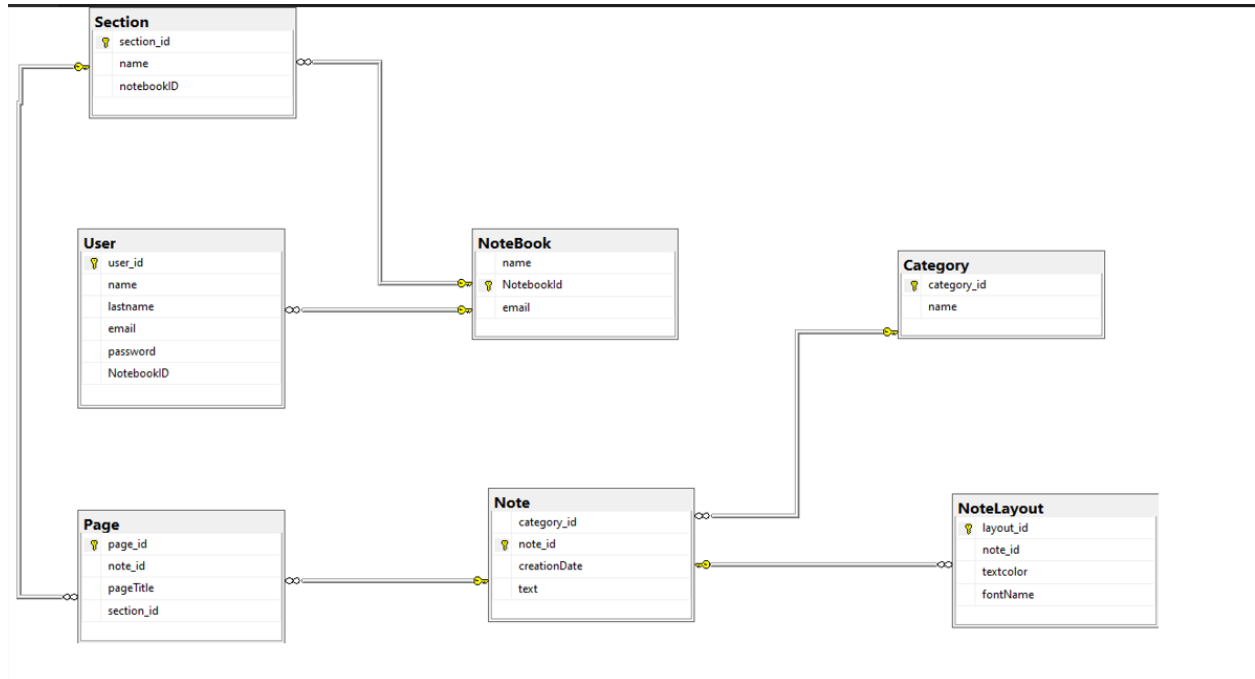 Section
section_id
name
notebookID
User
user_id
name
lastname
email
password
NotebookID
NoteBook
name
NotebookId
email
Category
category_id
name
Page
page_id
note_id
pageTitle
section_id
Note
category_id
note_id
creationDate
text
NoteLayout
layout_id
note_id
textcolor
fontName